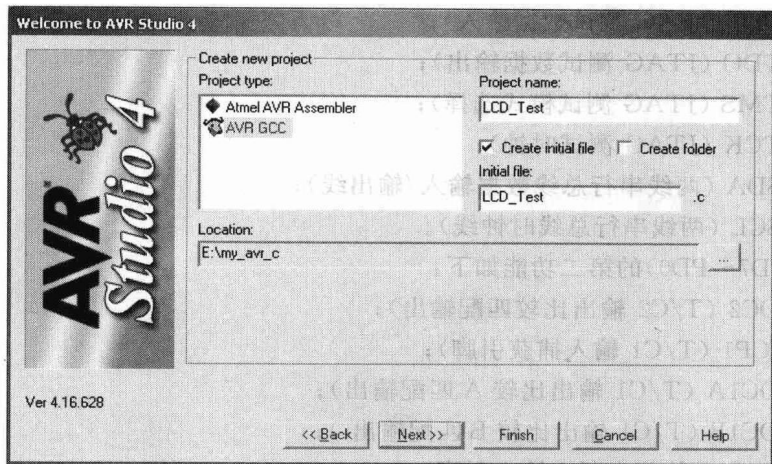 Welcome to AVR Studio 4
Create new project
Project type:
Atmel AVR Assembler
AVR GCC
Project name:
LCD_Test
Create initial file
Create folder
Initial file:
LCD_Test
.c
Location:
E:\my_avr_c
AVR
Studio 4
Ver 4.16.628
<< Back
Next >>
Finish
Cancel
Help